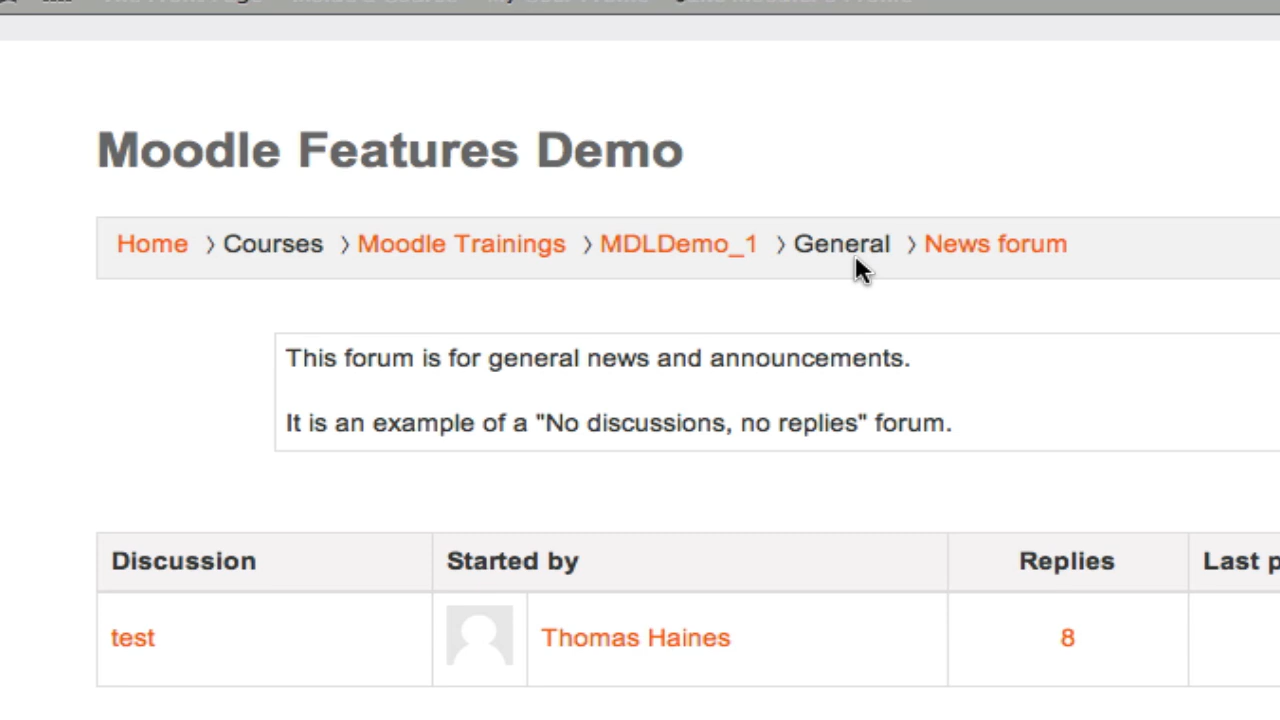 Moodle Features Demo
Home 〉Courses 〉Moodle Trainings 〉MDLDemo_1 〉General 〉News forum
This forum is for general news and announcements.
It is an example of a "No discussions, no replies" forum.
Discussion Started by Replies Last p
test Thomas Haines 8